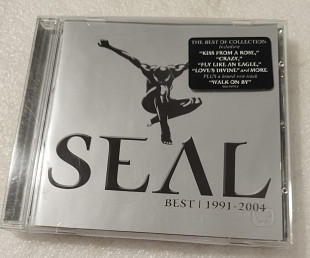 THE BEST OF COLLECTION
Including
"KISS FROM A ROSE,"
"CRAZY,"
"FLY LIKE AN EAGLE,"
"LOVE'S DIVINE" and MORE
PLUS a brand new track
"WALK ON BY"
SEAL
BEST | 1991-2004